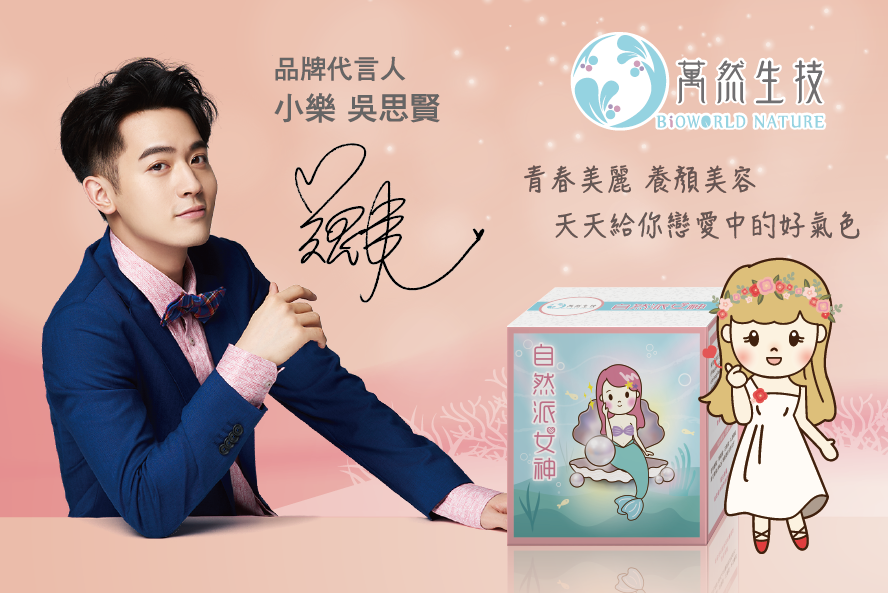 品牌代言人
小樂 吳思賢
萬然生技
BiOWORLD NATURE
青春美麗 養顏美容
天天給你戀愛中的好氣色
自然派女神